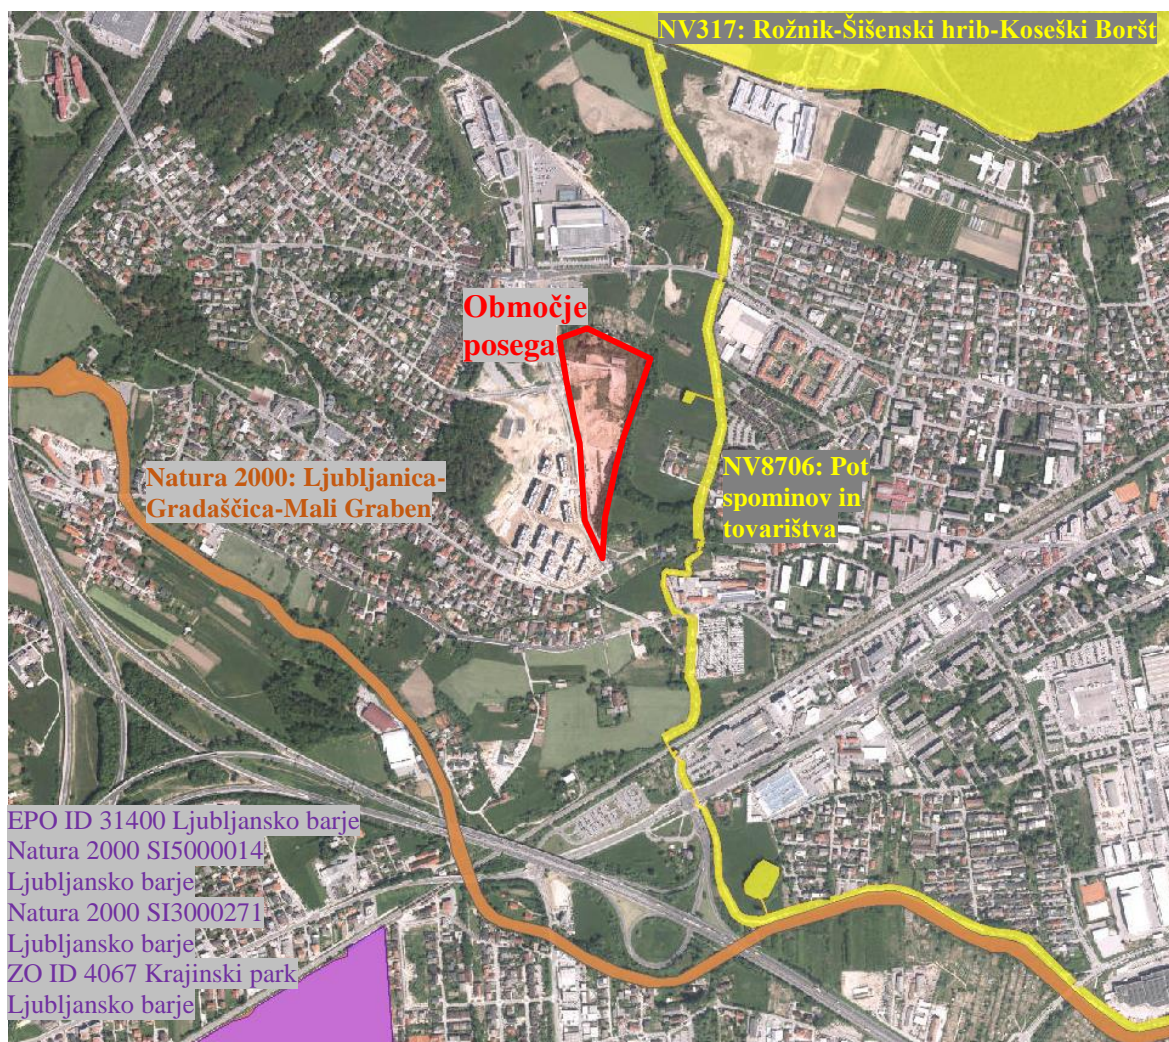 NV317: Rožnik-Šišenski hrib-Koseški Boršt
Območje
posega
Natura 2000: Ljubljanica-
Gradaščica-Mali Graben
NV8706: Pot
spominov in
tovarištva
EPO ID 31400 Ljubljansko barje
Natura 2000 SI5000014
Ljubljansko barje
Natura 2000 SI3000271
Ljubljansko barje
ZO ID 4067 Krajinski park
Ljubljansko barje